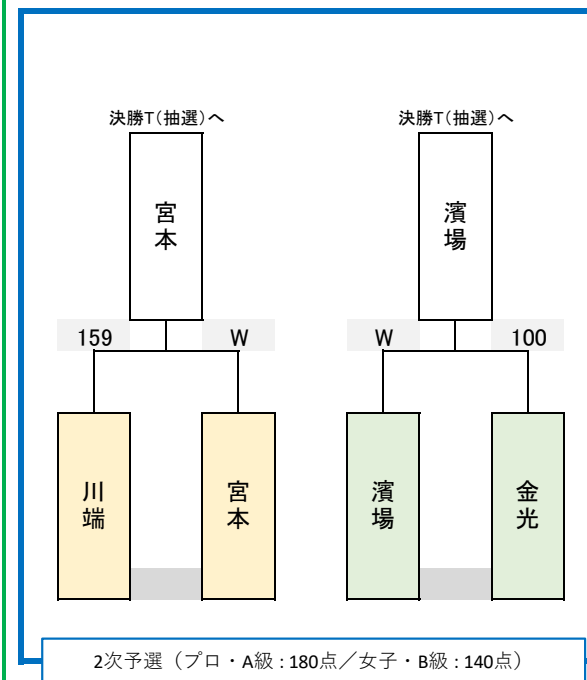 決勝T(抽選)へ
決勝T(抽選)へ
宮本
濱場
159
W
W
100
川端
宮本
濱場
金光
2次予選（プロ・A級：180点／女子・B級：140点）